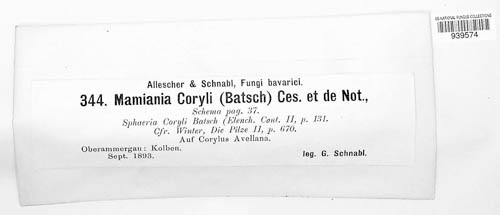 US NATIONAL FUNGUS COLLECTIONS
939574
Allescher & Schnabl, Fungi bavarici.
344. Mamiania Coryli (Batsch) Ces. et de Not.,
Schema pag. 37.
Sphaeria Coryli Batsch (Elench. Cont. II, p. 131.
Cfr. Winter, Die Pilze II, p. 670.
Auf Corylus Avellana.
Oberammergau: Kolben.
Sept. 1893.
leg. G. Schnabl.